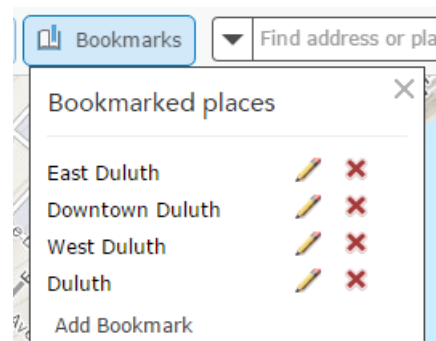 Bookmarks
Find address or pla
Bookmarked places
East Duluth
Downtown Duluth
West Duluth
Duluth
Add Bookmark